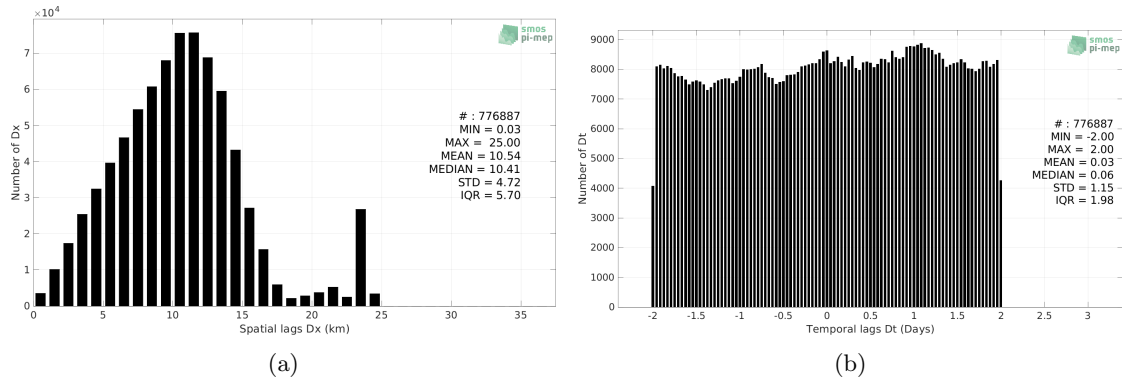 ×10⁴
smos
pi-mep
7
6
5
4
3
2
1
0
Number of Dx
# : 776887
MIN = 0.03
MAX = 25.00
MEAN = 10.54
MEDIAN = 10.41
STD = 4.72
IQR = 5.70
0 5 10 15 20 25 30 35
Spatial lags Dx (km)
(a)
smos
pi-mep
9000
8000
7000
6000
5000
4000
3000
2000
1000
0
Number of Dt
# : 776887
MIN = -2.00
MAX = 2.00
MEAN = 0.03
MEDIAN = 0.06
STD = 1.15
IQR = 1.98
-2 -1.5 -1 -0.5 0 0.5 1 1.5 2 2.5 3
Temporal lags Dt (Days)
(b)